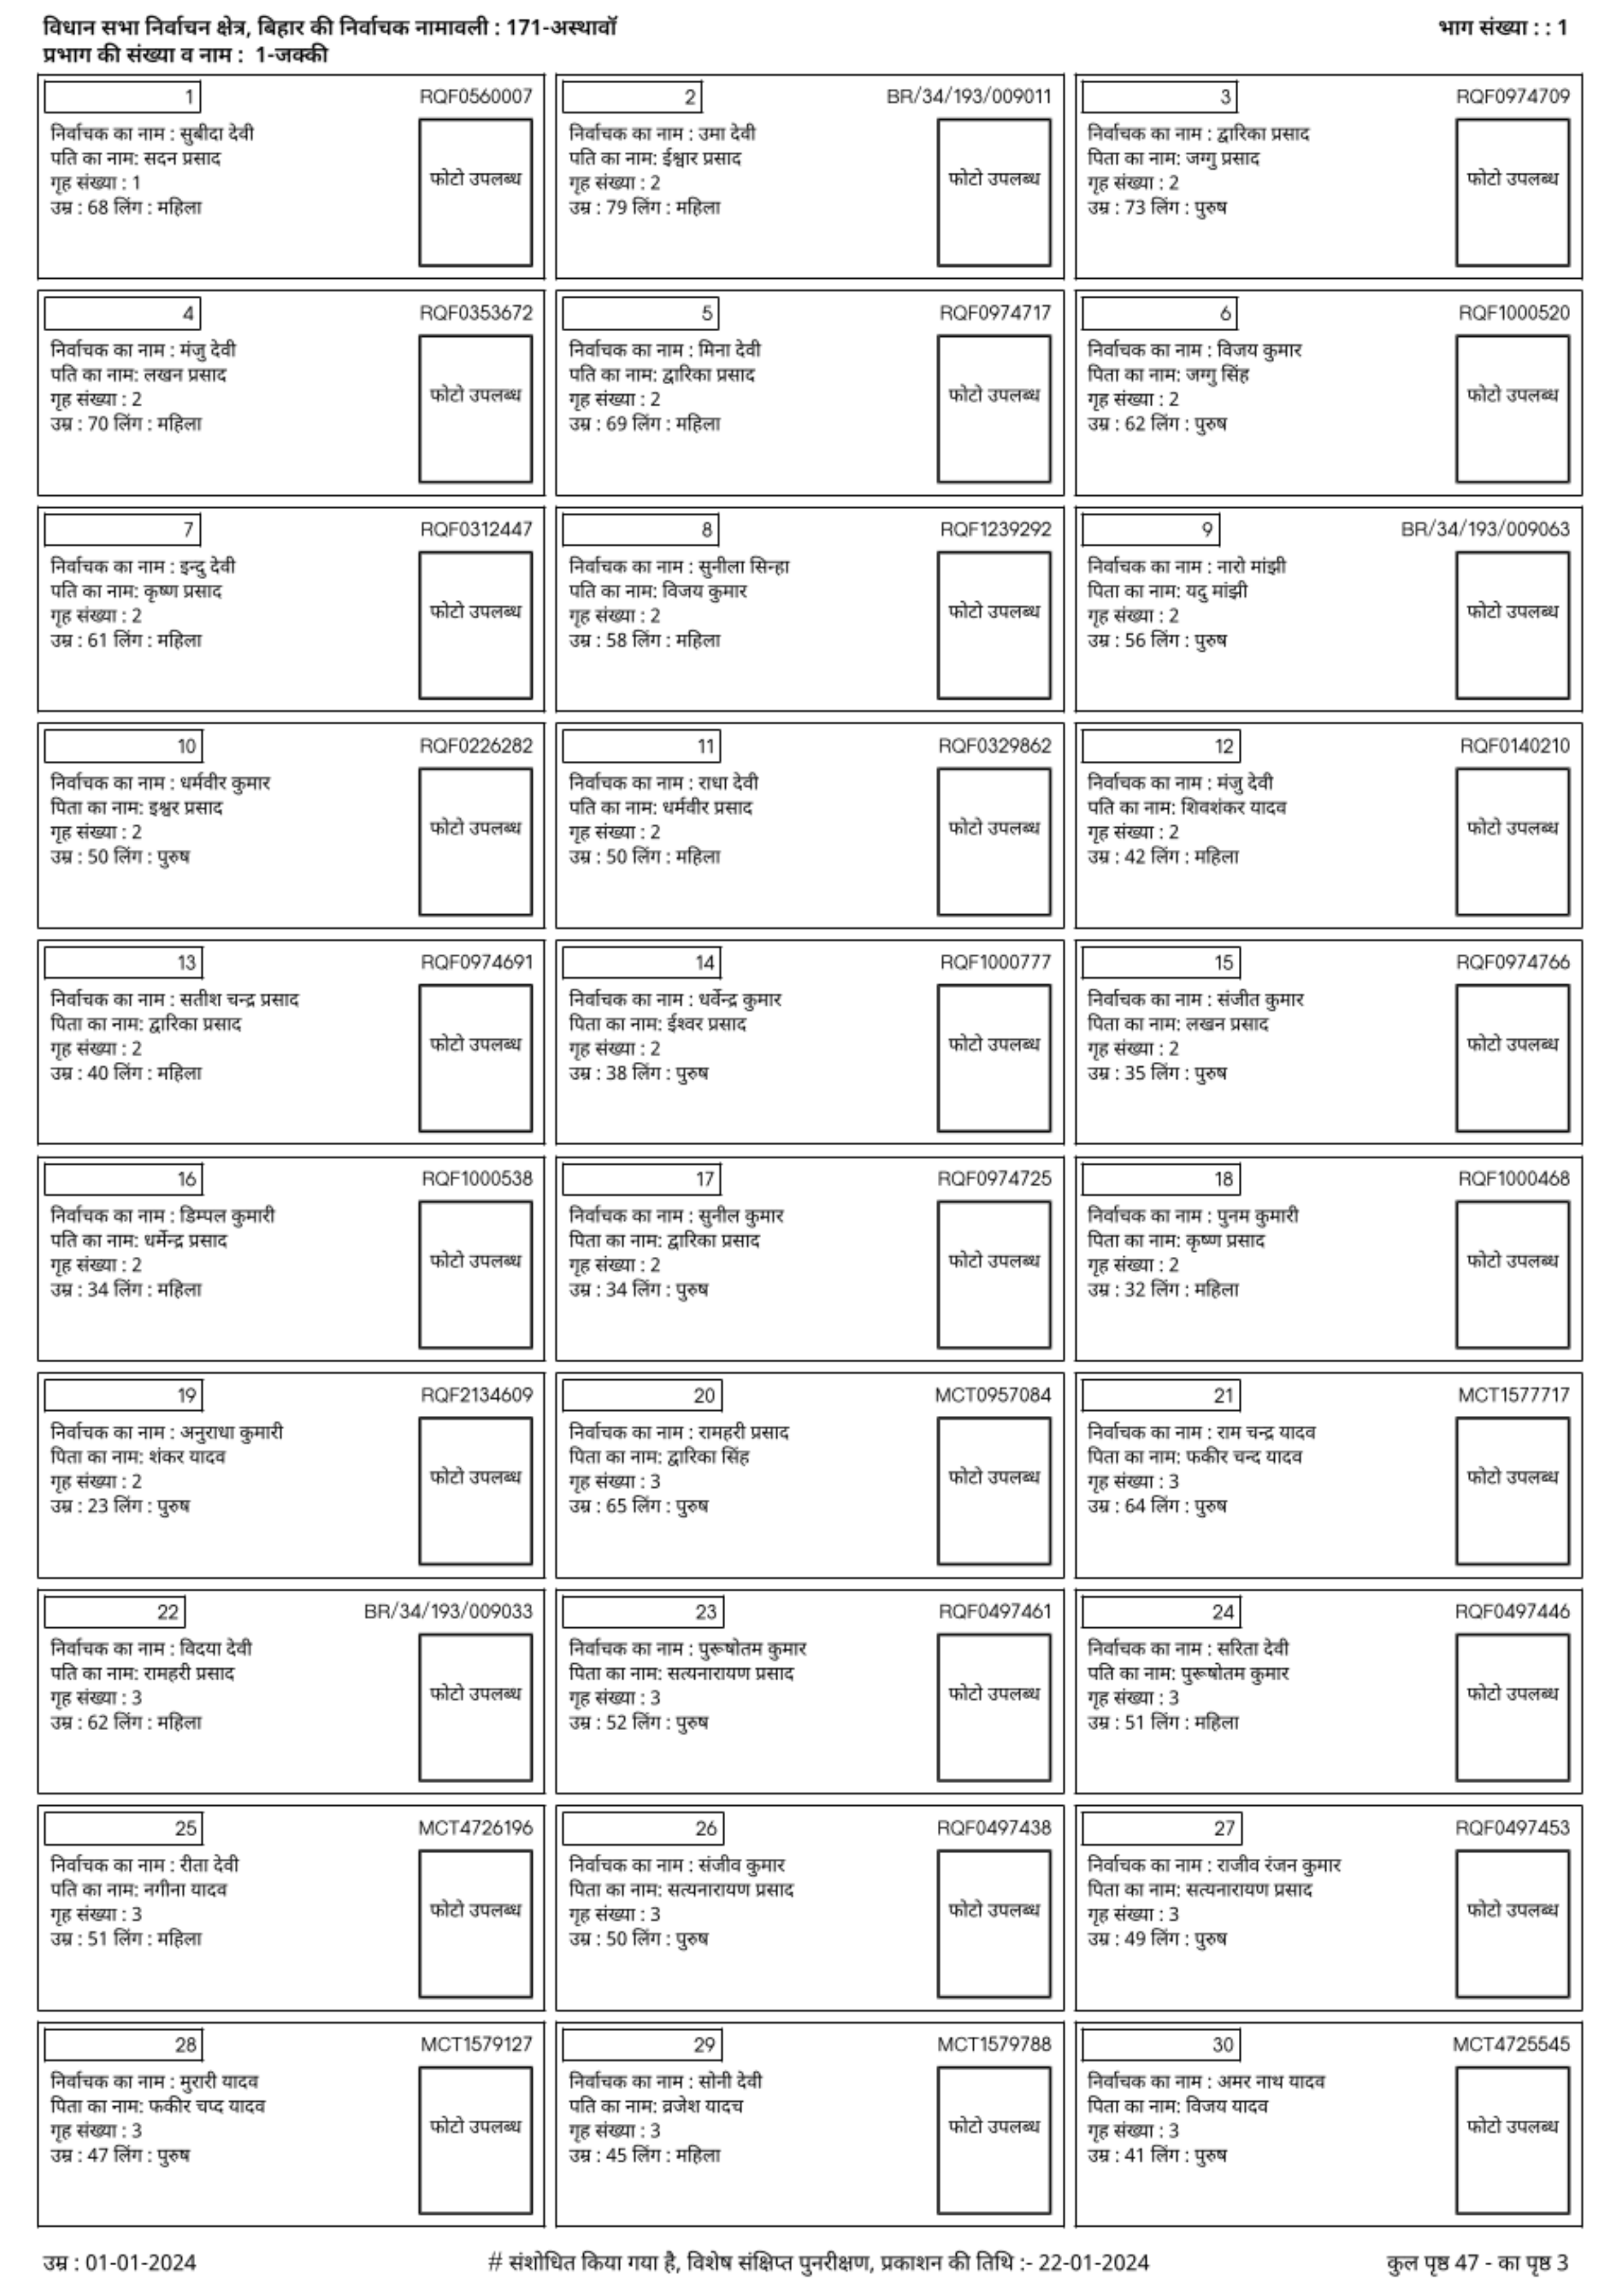 विधान सभा निर्वाचन क्षेत्र, बिहार की निर्वाचक नामावली : 171-अस्थावॉ
भाग संख्या : : 1
प्रभाग की संख्या व नाम : 1-जक्की
1 RQF0560007
निर्वाचक का नाम : सुबीदा देवी
पति का नाम: सदन प्रसाद
गृह संख्या : 1
उम्र : 68 लिंग : महिला
फोटो उपलब्ध
2 BR/34/193/009011
निर्वाचक का नाम : उमा देवी
पति का नाम: ईश्वार प्रसाद
गृह संख्या : 2
उम्र : 79 लिंग : महिला
फोटो उपलब्ध
3 RQF0974709
निर्वाचक का नाम : द्वारिका प्रसाद
पिता का नाम: जग्गु प्रसाद
गृह संख्या : 2
उम्र : 73 लिंग : पुरुष
फोटो उपलब्ध
4 RQF0353672
निर्वाचक का नाम : मंजु देवी
पति का नाम: लखन प्रसाद
गृह संख्या : 2
उम्र : 70 लिंग : महिला
फोटो उपलब्ध
5 RQF0974717
निर्वाचक का नाम : मिना देवी
पति का नाम: द्वारिका प्रसाद
गृह संख्या : 2
उम्र : 69 लिंग : महिला
फोटो उपलब्ध
6 RQF1000520
निर्वाचक का नाम : विजय कुमार
पिता का नाम: जग्गु सिंह
गृह संख्या : 2
उम्र : 62 लिंग : पुरुष
फोटो उपलब्ध
7 RQF0312447
निर्वाचक का नाम : इन्दु देवी
पति का नाम: कृष्ण प्रसाद
गृह संख्या : 2
उम्र : 61 लिंग : महिला
फोटो उपलब्ध
8 RQF1239292
निर्वाचक का नाम : सुनीला सिन्हा
पति का नाम: विजय कुमार
गृह संख्या : 2
उम्र : 58 लिंग : महिला
फोटो उपलब्ध
9 BR/34/193/009063
निर्वाचक का नाम : नारो मांझी
पिता का नाम: यदु मांझी
गृह संख्या : 2
उम्र : 56 लिंग : पुरुष
फोटो उपलब्ध
10 RQF0226282
निर्वाचक का नाम : धर्मवीर कुमार
पिता का नाम: इश्वर प्रसाद
गृह संख्या : 2
उम्र : 50 लिंग : पुरुष
फोटो उपलब्ध
11 RQF0329862
निर्वाचक का नाम : राधा देवी
पति का नाम: धर्मवीर प्रसाद
गृह संख्या : 2
उम्र : 50 लिंग : महिला
फोटो उपलब्ध
12 RQF0140210
निर्वाचक का नाम : मंजु देवी
पति का नाम: शिवशंकर यादव
गृह संख्या : 2
उम्र : 42 लिंग : महिला
फोटो उपलब्ध
13 RQF0974691
निर्वाचक का नाम : सतीश चन्द्र प्रसाद
पिता का नाम: द्वारिका प्रसाद
गृह संख्या : 2
उम्र : 40 लिंग : महिला
फोटो उपलब्ध
14 RQF1000777
निर्वाचक का नाम : धर्वेन्द्र कुमार
पिता का नाम: ईश्वर प्रसाद
गृह संख्या : 2
उम्र : 38 लिंग : पुरुष
फोटो उपलब्ध
15 RQF0974766
निर्वाचक का नाम : संजीत कुमार
पिता का नाम: लखन प्रसाद
गृह संख्या : 2
उम्र : 35 लिंग : पुरुष
फोटो उपलब्ध
16 RQF1000538
निर्वाचक का नाम : डिम्पल कुमारी
पति का नाम: धर्मेन्द्र प्रसाद
गृह संख्या : 2
उम्र : 34 लिंग : महिला
फोटो उपलब्ध
17 RQF0974725
निर्वाचक का नाम : सुनील कुमार
पिता का नाम: द्वारिका प्रसाद
गृह संख्या : 2
उम्र : 34 लिंग : पुरुष
फोटो उपलब्ध
18 RQF1000468
निर्वाचक का नाम : पुनम कुमारी
पिता का नाम: कृष्ण प्रसाद
गृह संख्या : 2
उम्र : 32 लिंग : महिला
फोटो उपलब्ध
19 RQF2134609
निर्वाचक का नाम : अनुराधा कुमारी
पिता का नाम: शंकर यादव
गृह संख्या : 2
उम्र : 23 लिंग : पुरुष
फोटो उपलब्ध
20 MCT0957084
निर्वाचक का नाम : रामहरी प्रसाद
पिता का नाम: द्वारिका सिंह
गृह संख्या : 3
उम्र : 65 लिंग : पुरुष
फोटो उपलब्ध
21 MCT1577717
निर्वाचक का नाम : राम चन्द्र यादव
पिता का नाम: फकीर चन्द यादव
गृह संख्या : 3
उम्र : 64 लिंग : पुरुष
फोटो उपलब्ध
22 BR/34/193/009033
निर्वाचक का नाम : विदया देवी
पति का नाम: रामहरी प्रसाद
गृह संख्या : 3
उम्र : 62 लिंग : महिला
फोटो उपलब्ध
23 RQF0497461
निर्वाचक का नाम : पुरूषोतम कुमार
पिता का नाम: सत्यनारायण प्रसाद
गृह संख्या : 3
उम्र : 52 लिंग : पुरुष
फोटो उपलब्ध
24 RQF0497446
निर्वाचक का नाम : सरिता देवी
पति का नाम: पुरूषोतम कुमार
गृह संख्या : 3
उम्र : 51 लिंग : महिला
फोटो उपलब्ध
25 MCT4726196
निर्वाचक का नाम : रीता देवी
पति का नाम: नगीना यादव
गृह संख्या : 3
उम्र : 51 लिंग : महिला
फोटो उपलब्ध
26 RQF0497438
निर्वाचक का नाम : संजीव कुमार
पिता का नाम: सत्यनारायण प्रसाद
गृह संख्या : 3
उम्र : 50 लिंग : पुरुष
फोटो उपलब्ध
27 RQF0497453
निर्वाचक का नाम : राजीव रंजन कुमार
पिता का नाम: सत्यनारायण प्रसाद
गृह संख्या : 3
उम्र : 49 लिंग : पुरुष
फोटो उपलब्ध
28 MCT1579127
निर्वाचक का नाम : मुरारी यादव
पिता का नाम: फकीर चप्द यादव
गृह संख्या : 3
उम्र : 47 लिंग : पुरुष
फोटो उपलब्ध
29 MCT1579788
निर्वाचक का नाम : सोनी देवी
पति का नाम: व्रजेश यादच
गृह संख्या : 3
उम्र : 45 लिंग : महिला
फोटो उपलब्ध
30 MCT4725545
निर्वाचक का नाम : अमर नाथ यादव
पिता का नाम: विजय यादव
गृह संख्या : 3
उम्र : 41 लिंग : पुरुष
फोटो उपलब्ध
उम्र : 01-01-2024
# संशोधित किया गया है, विशेष संक्षिप्त पुनरीक्षण, प्रकाशन की तिथि :- 22-01-2024
कुल पृष्ठ 47 - का पृष्ठ 3